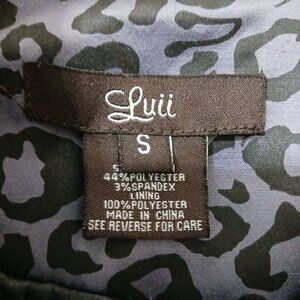 Luii
S
S
44%POLYESTER
3%SPANDEX
LINING
100%POLYESTER
MADE IN CHINA
SEE REVERSE FOR CARE